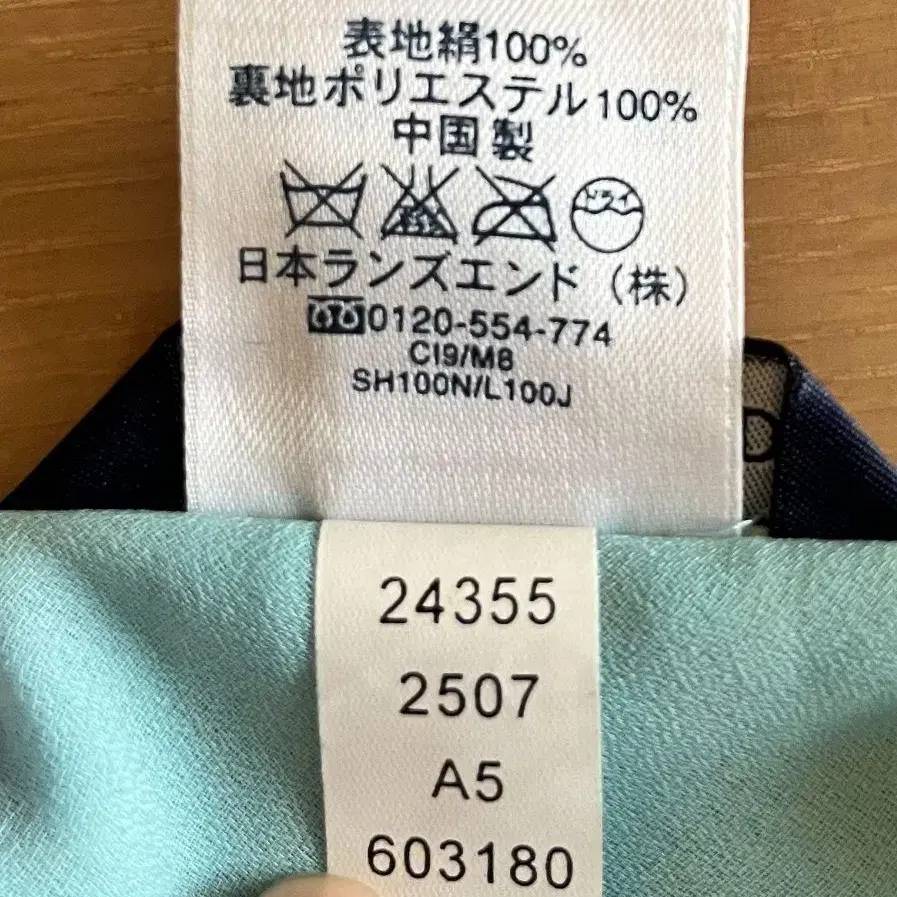 表地絹100%
裏地ポリエステル100%
中国製
ドライ
日本ランズエンド（株）
0120-554-774
CI9/M8
SH100N/L100J
D
24355
2507
A5
603180